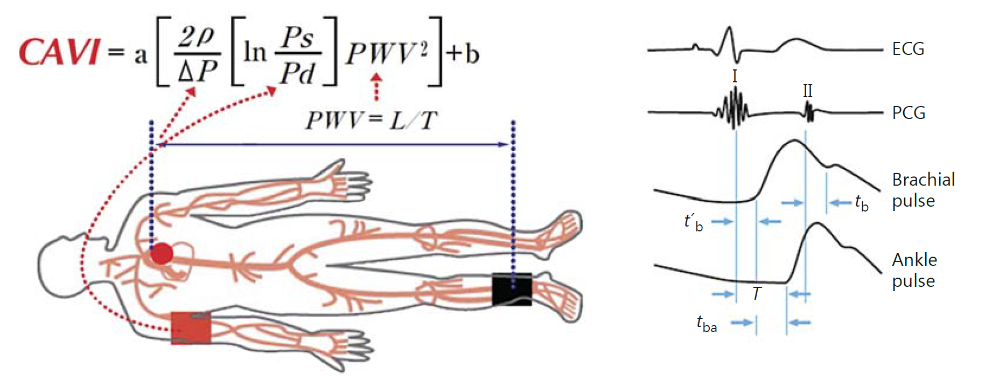 CAVI = a [ 2ρ/ΔP [ ln Ps/Pd ] PWV² ] +b
PWV = L/T
ECG
I
II
PCG
Brachial
pulse
tb
t´b
Ankle
pulse
T
tba